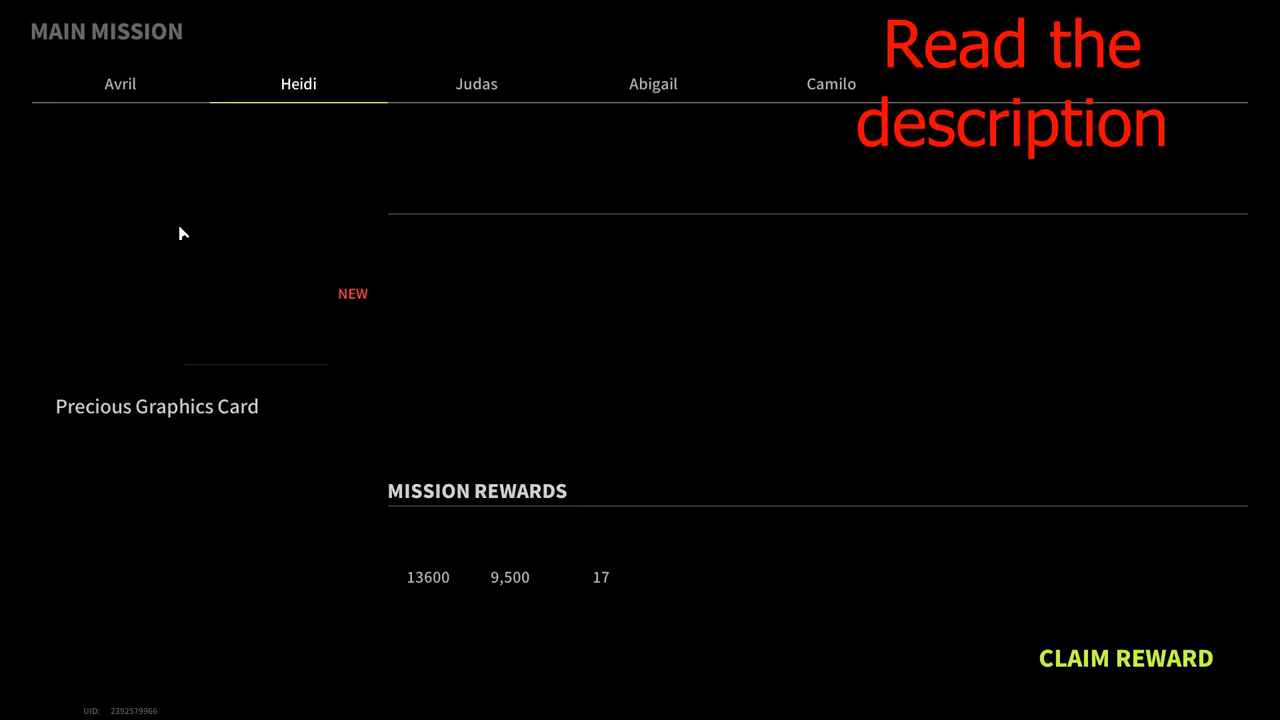 MAIN MISSION
Read the
description
Avril Heidi Judas Abigail Camilo
NEW
Precious Graphics Card
MISSION REWARDS
13600 9,500 17
CLAIM REWARD
UID: 2392579966